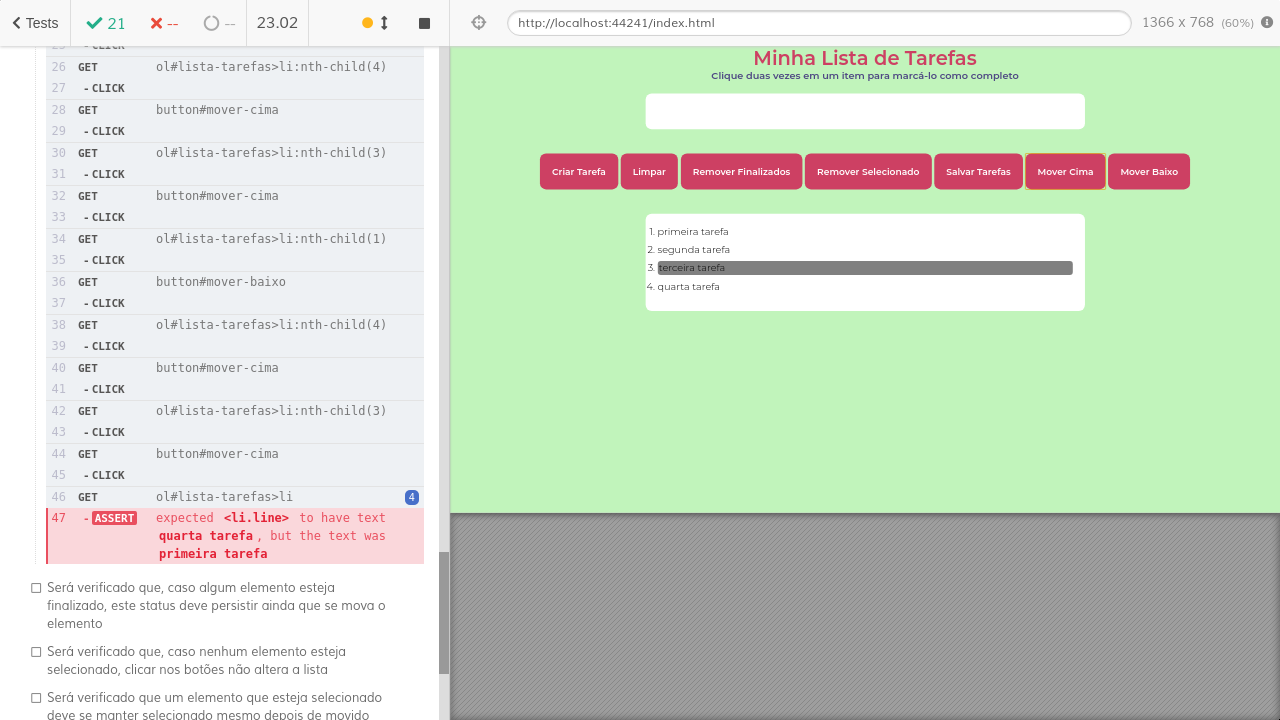 Tests
21
--
--
23.02
http://localhost:44241/index.html
1366 x 768 (60%)
25 - CLICK
26 GET ol#lista-tarefas>li:nth-child(4)
27 - CLICK
28 GET button#mover-cima
29 - CLICK
30 GET ol#lista-tarefas>li:nth-child(3)
31 - CLICK
32 GET button#mover-cima
33 - CLICK
34 GET ol#lista-tarefas>li:nth-child(1)
35 - CLICK
36 GET button#mover-baixo
37 - CLICK
38 GET ol#lista-tarefas>li:nth-child(4)
39 - CLICK
40 GET button#mover-cima
41 - CLICK
42 GET ol#lista-tarefas>li:nth-child(3)
43 - CLICK
44 GET button#mover-cima
45 - CLICK
46 GET ol#lista-tarefas>li 4
47 - ASSERT expected <li.line> to have text
quarta tarefa, but the text was
primeira tarefa
Será verificado que, caso algum elemento esteja
finalizado, este status deve persistir ainda que se mova o
elemento
Será verificado que, caso nenhum elemento esteja
selecionado, clicar nos botões não altera a lista
Será verificado que um elemento que esteja selecionado
deve se manter selecionado mesmo depois de movido
Minha Lista de Tarefas
Clique duas vezes em um item para marcá-lo como completo
Criar Tarefa
Limpar
Remover Finalizados
Remover Selecionado
Salvar Tarefas
Mover Cima
Mover Baixo
1. primeira tarefa
2. segunda tarefa
3. terceira tarefa
4. quarta tarefa